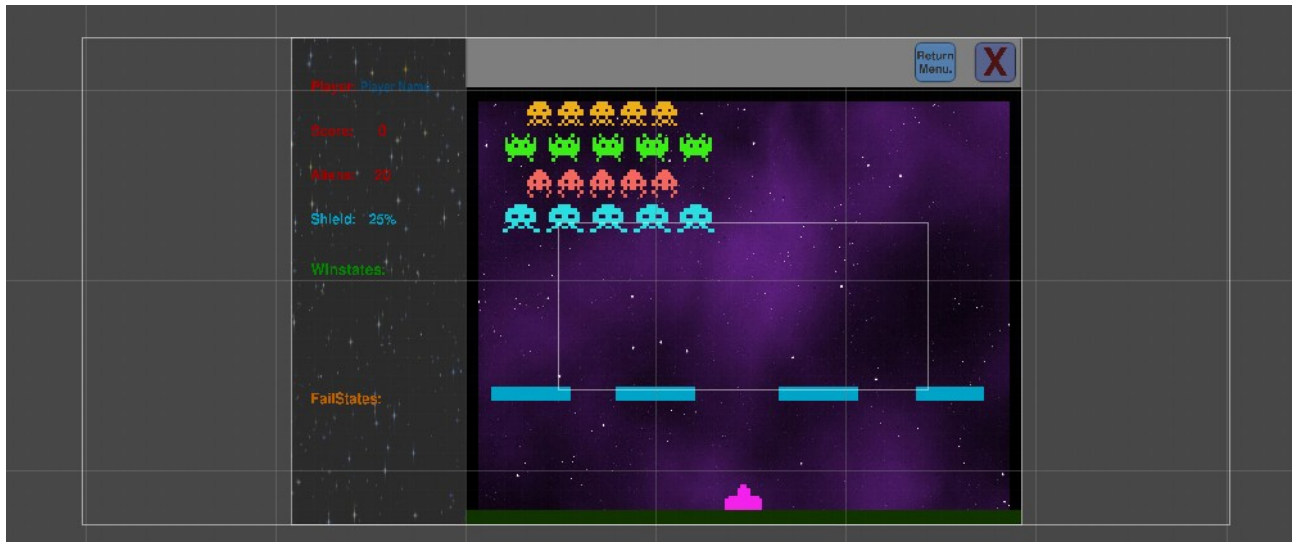 Return
Menu.
X
Player: Player Name
Score: 0
Aliens: 20
Shield: 25%
WInstates:
FailStates: